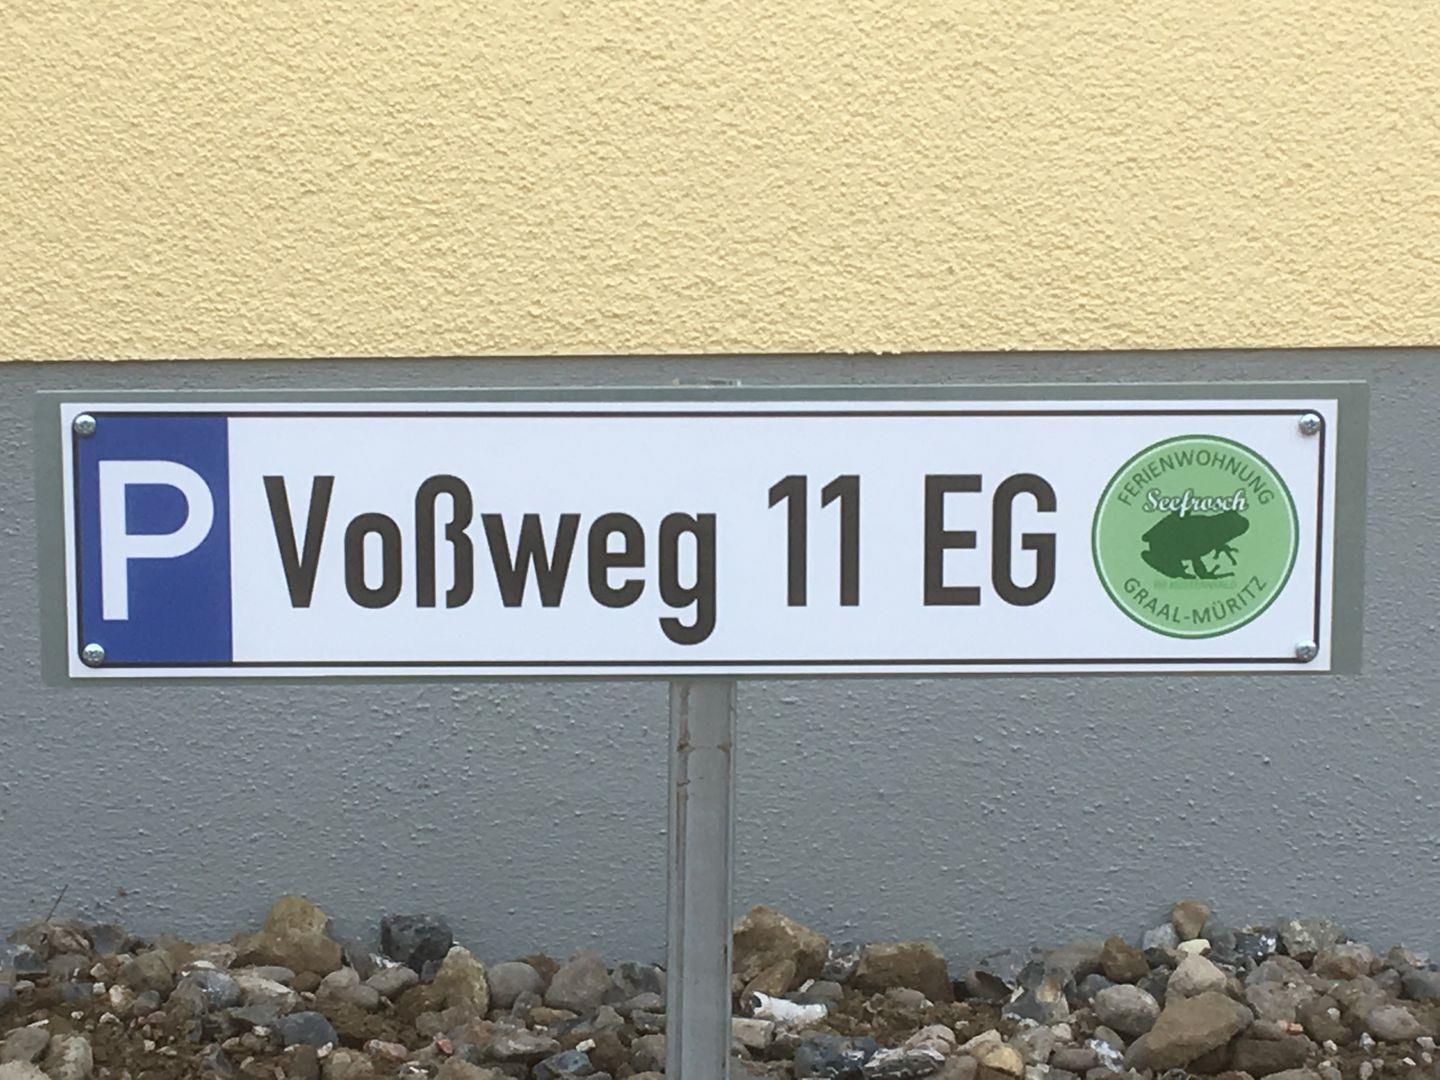 P Voßweg 11 EG
FERIENWOHNUNG
Seefrosch
GRAAL-MÜRITZ